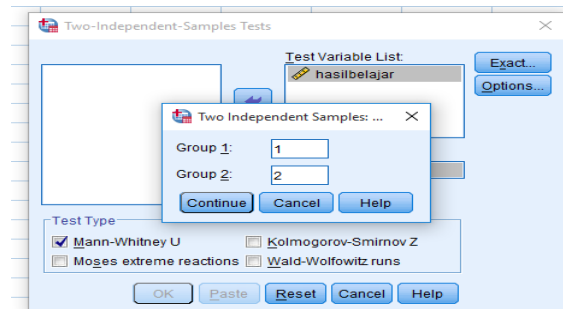 Two-Independent-Samples Tests
Test Variable List:
hasilbelajar
Exact...
Options...
Two Independent Samples: ...
Group 1:
1
Group 2:
2
Continue Cancel Help
Test Type
Mann-Whitney U Kolmogorov-Smirnov Z
Moses extreme reactions Wald-Wolfowitz runs
OK Paste Reset Cancel Help